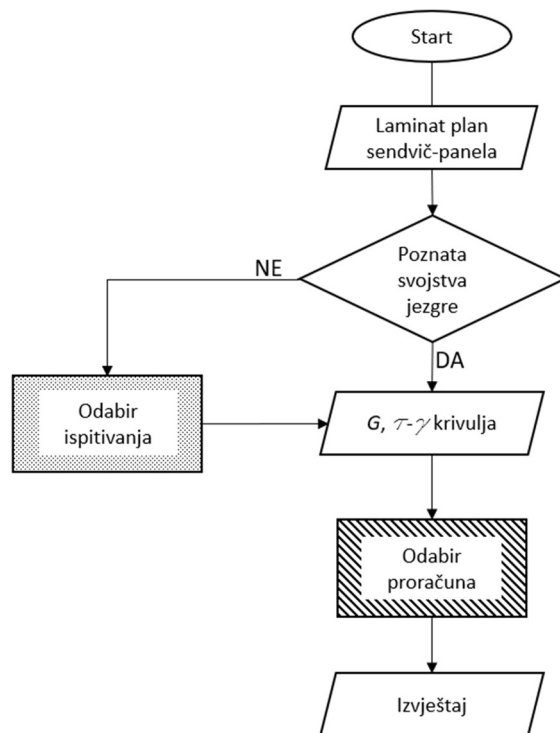 Start
Laminat plan
sendvič-panela
Poznata
svojstva
jezgre
NE
DA
Odabir
ispitivanja
G, τ-γ krivulja
Odabir
proračuna
Izvještaj